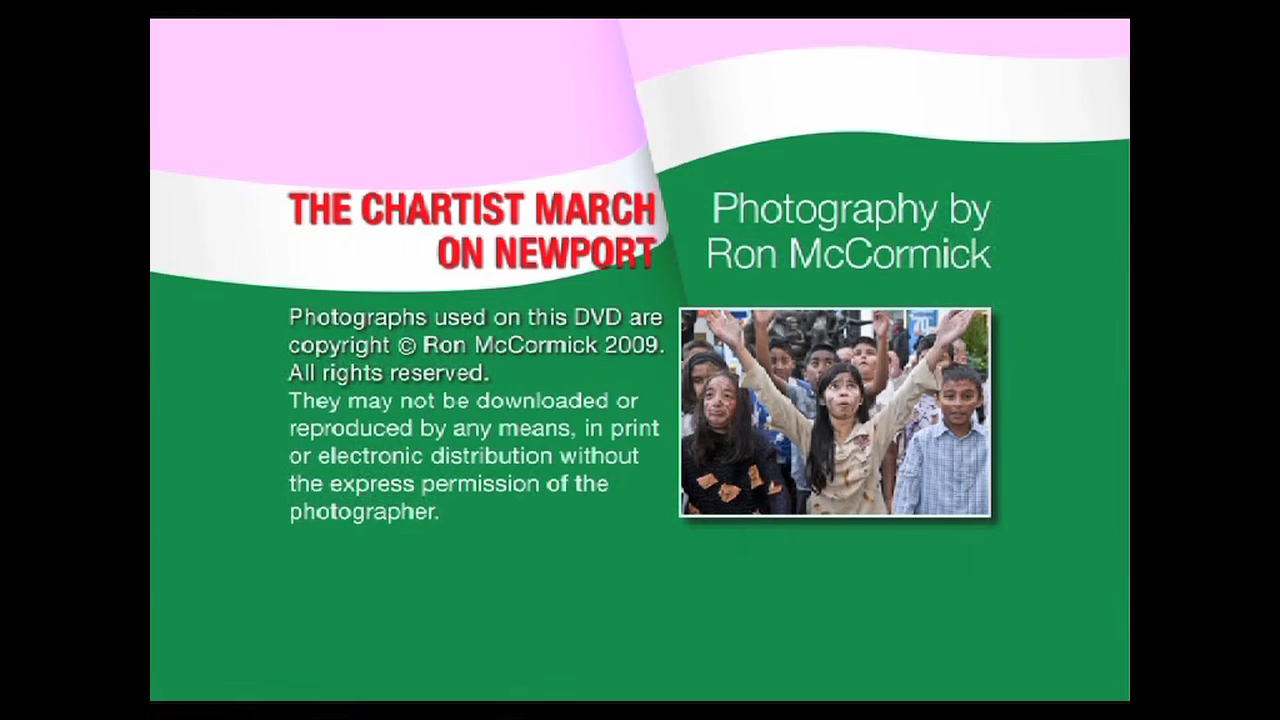 THE CHARTIST MARCH
ON NEWPORT
Photography by
Ron McCormick
Photographs used on this DVD are
copyright © Ron McCormick 2009.
All rights reserved.
They may not be downloaded or
reproduced by any means, in print
or electronic distribution without
the express permission of the
photographer.